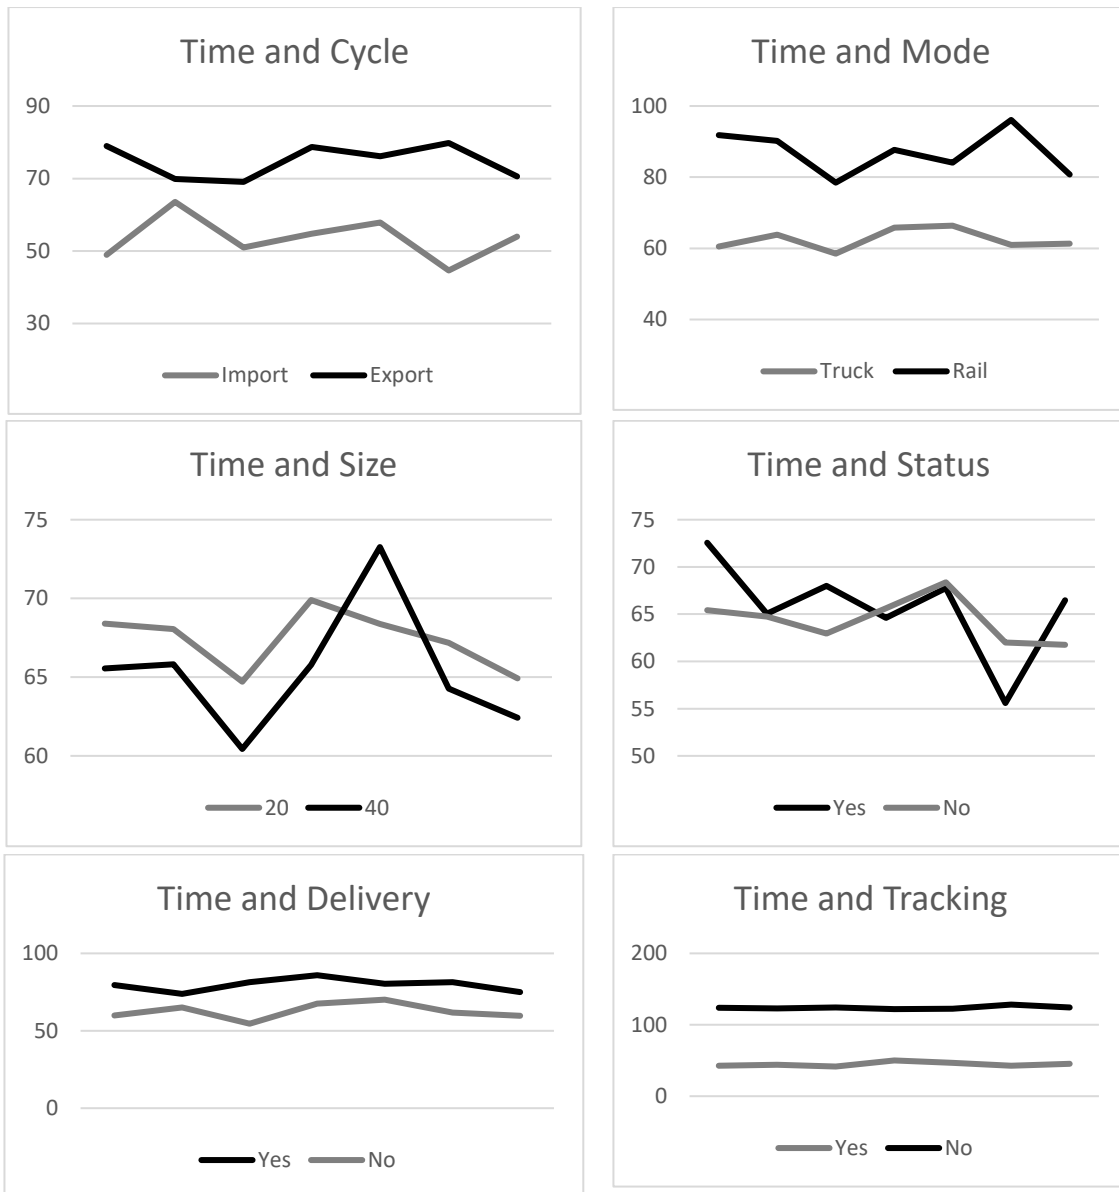 Time and Cycle
90
70
50
30
Import Export
Time and Mode
100
80
60
40
Truck Rail
Time and Size
75
70
65
60
20 40
Time and Status
75
70
65
60
55
50
Yes No
Time and Delivery
100
50
0
Yes No
Time and Tracking
200
100
0
Yes No